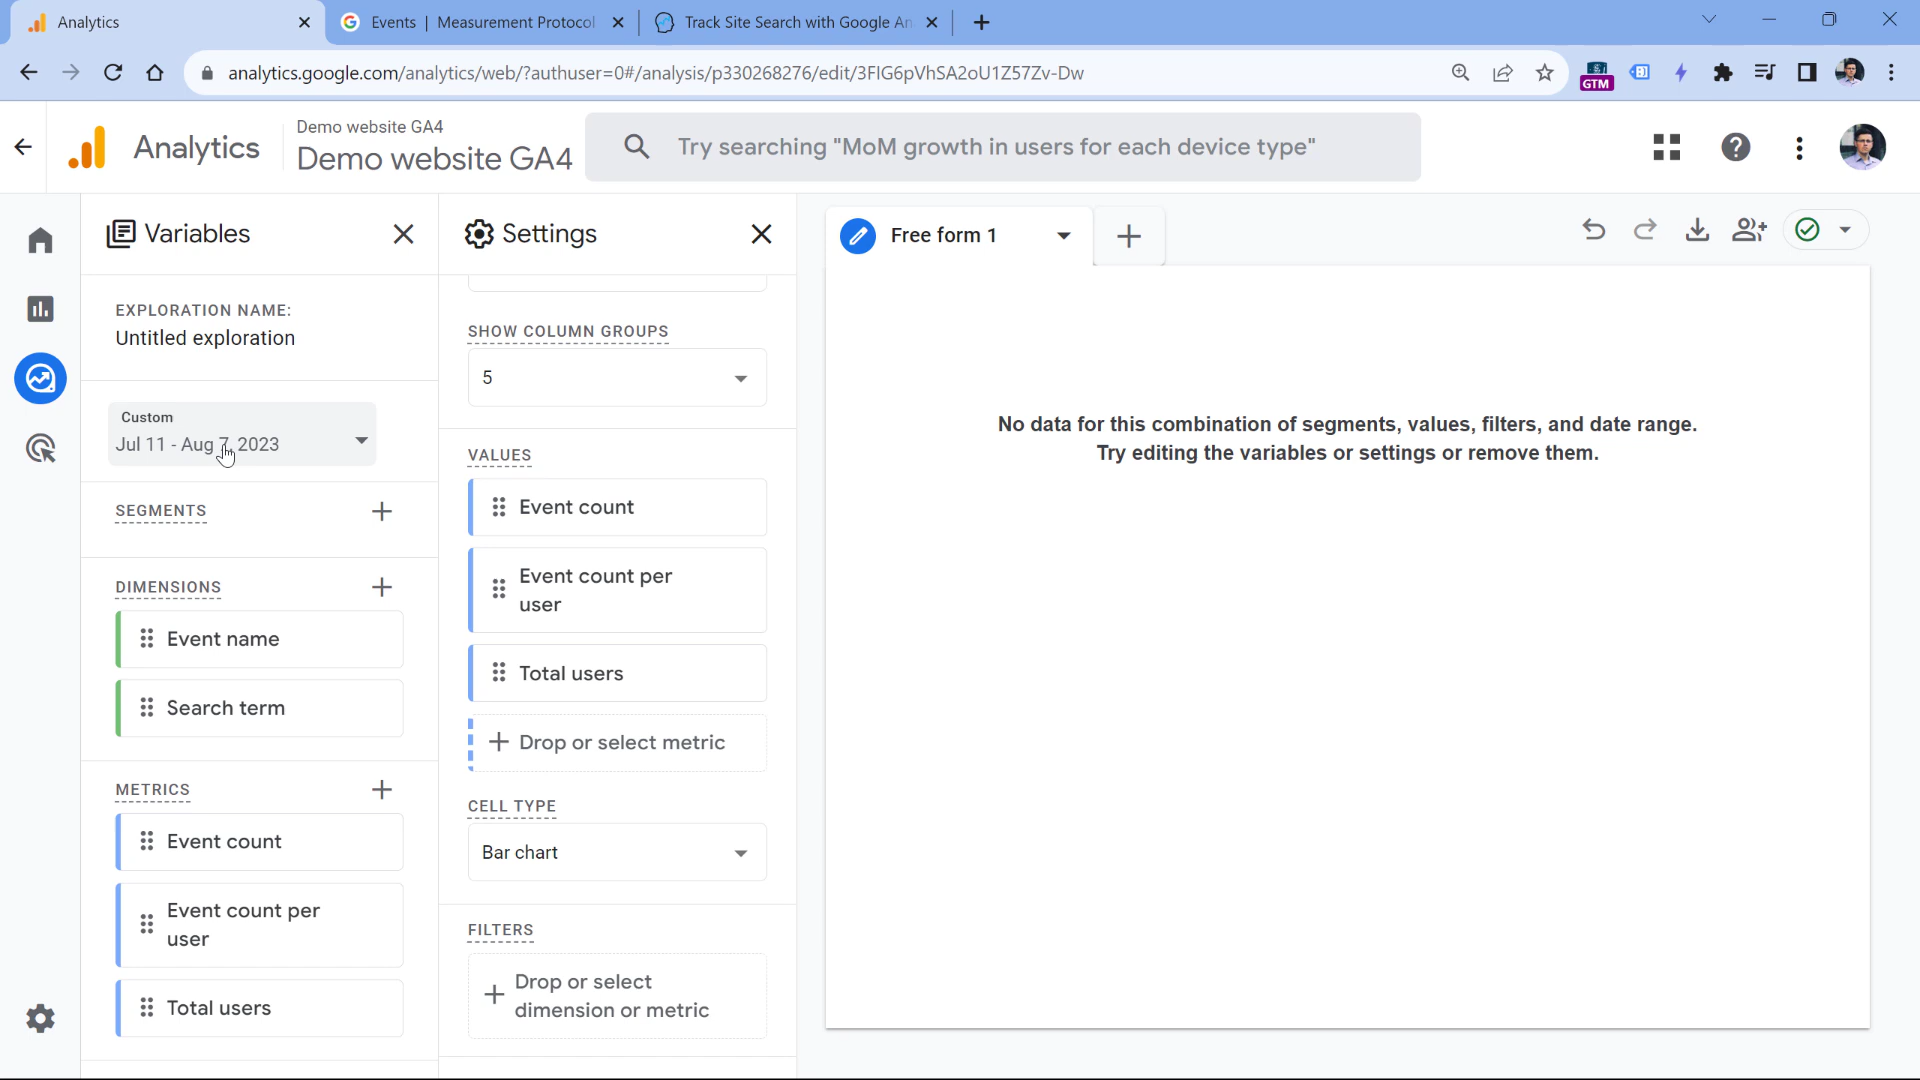 Analytics
Events | Measurement Protocol
Track Site Search with Google An
analytics.google.com/analytics/web/?authuser=0#/analysis/p330268276/edit/3FIG6pVhSA2oU1Z57Zv-Dw
GTM
Analytics
Demo website GA4
Demo website GA4
Try searching "MoM growth in users for each device type"
Variables
EXPLORATION NAME:
Untitled exploration
Custom
Jul 11 - Aug 7, 2023
SEGMENTS
DIMENSIONS
Event name
Search term
METRICS
Event count
Event count per
user
Total users
Settings
SHOW COLUMN GROUPS
5
VALUES
Event count
Event count per
user
Total users
Drop or select metric
CELL TYPE
Bar chart
FILTERS
Drop or select
dimension or metric
Free form 1
No data for this combination of segments, values, filters, and date range.
Try editing the variables or settings or remove them.